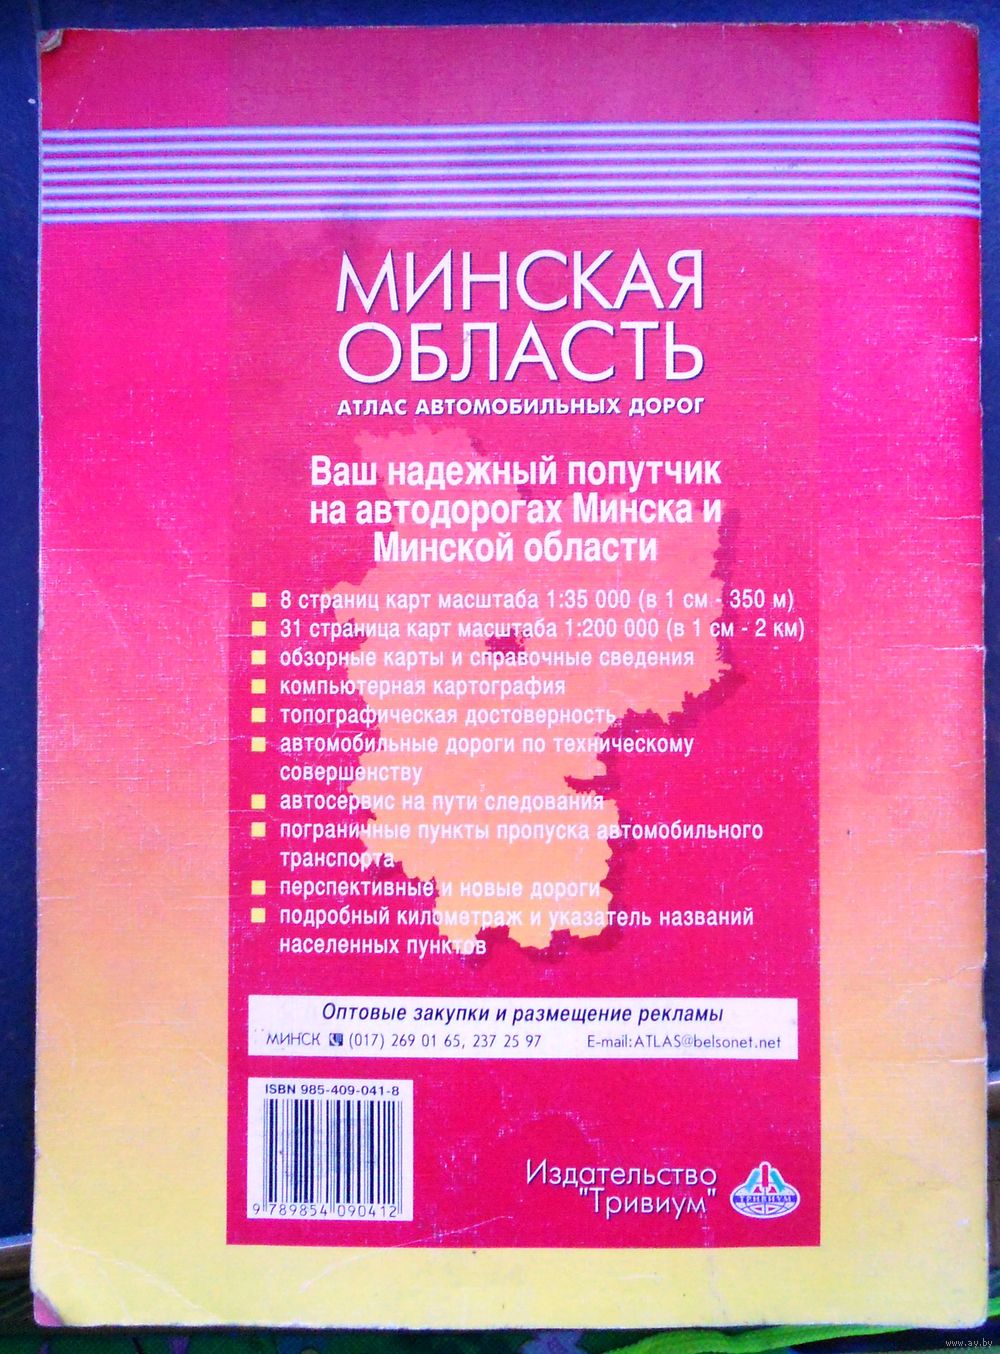 МИНСКАЯ
ОБЛАСТЬ
АТЛАС АВТОМОБИЛЬНЫХ ДОРОГ
Ваш надежный попутчик
на автодорогах Минска и
Минской области
8 страниц карт масштаба 1:35 000 (в 1 см - 350 м)
31 страница карт масштаба 1:200 000 (в 1 см - 2 км)
обзорные карты и справочные сведения
компьютерная картография
топографическая достоверность
автомобильные дороги по техническому
совершенству
автосервис на пути следования
пограничные пункты пропуска автомобильного
транспорта
перспективные и новые дороги
подробный километраж и указатель названий
населенных пунктов
Оптовые закупки и размещение рекламы
МИНСК (017) 269 01 65, 237 25 97 E-mail:ATLAS@belsonet.net
ISBN 985-409-041-8
9 789854 090412
Издательство
"Тривиум"
ТРИВИУМ
www.ay.by